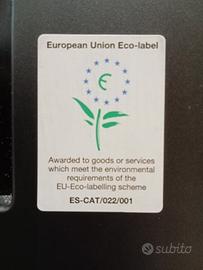 European Union Eco-label
Awarded to goods or services
which meet the environmental
requirements of the
EU-Eco-labelling scheme
ES-CAT/022/001
subito